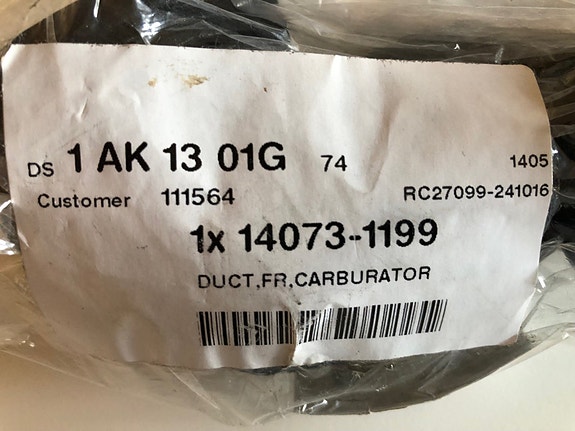 DS 1 AK 13 01G 74 1405
Customer 111564 RC27099-241016
1x 14073-1199
DUCT,FR,CARBURATOR